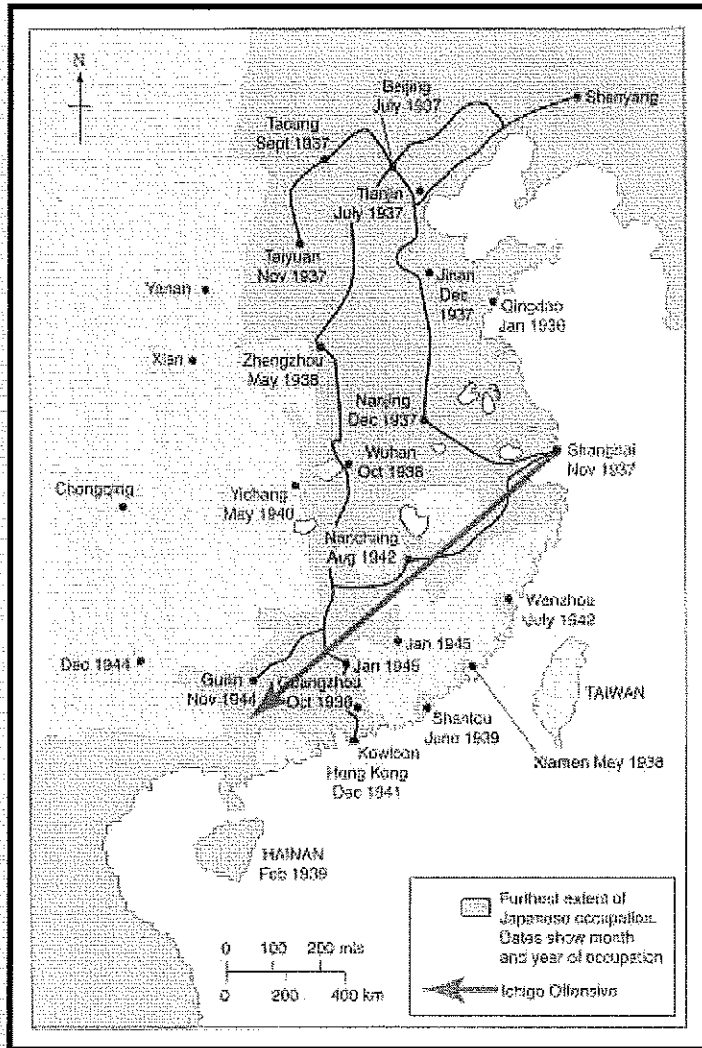 N
Beijing
July 1937
Shenyang
Sept 1937
Tianjin
July 1937
Taiyuan
Nov 1937
Jinan
Dec
1937
Yanan
Qingdao
Jan 1938
Xian
Zhengzhou
May 1938
Nanjing
Dec 1937
Wuhan
Oct 1938
Shanghai
Nov 1937
Chongqing
Yichang
May 1940
Nanchang
Aug 1942
Wenzhou
July 1942
Jan 1945
Dec 1944
Jan 1945
Guilin
Nov 1944
Guangzhou
Oct 1938
TAIWAN
Shantou
June 1939
Xiamen May 1938
Kowloon
Hong Kong
Dec 1941
HAINAN
Feb 1939
0 100 200 mls
0 200 400 km
Furthest extent of
Japanese occupation.
Dates show month
and year of occupation
Ichigo Offensive